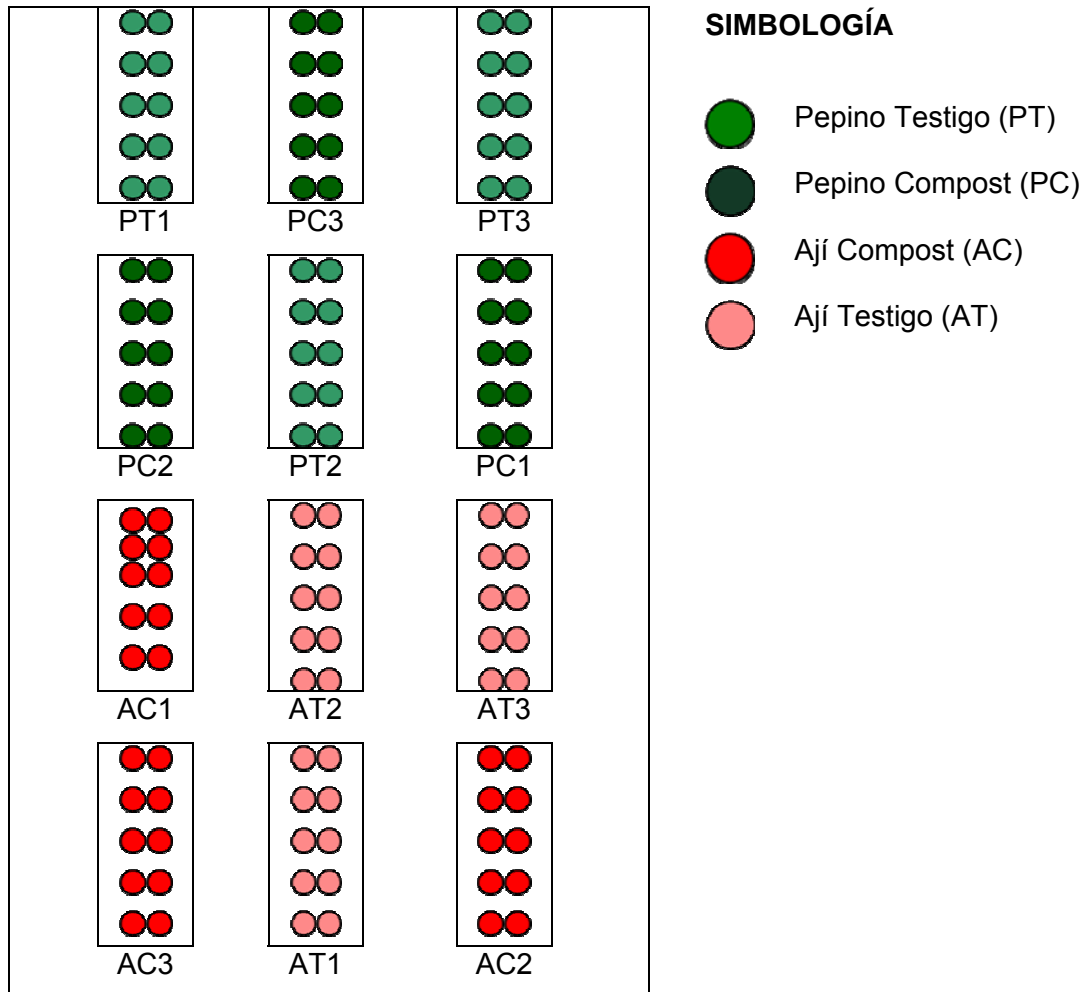 SIMBOLOGÍA
Pepino Testigo (PT)
Pepino Compost (PC)
Ají Compost (AC)
Ají Testigo (AT)
PT1 PC3 PT3
PC2 PT2 PC1
AC1 AT2 AT3
AC3 AT1 AC2